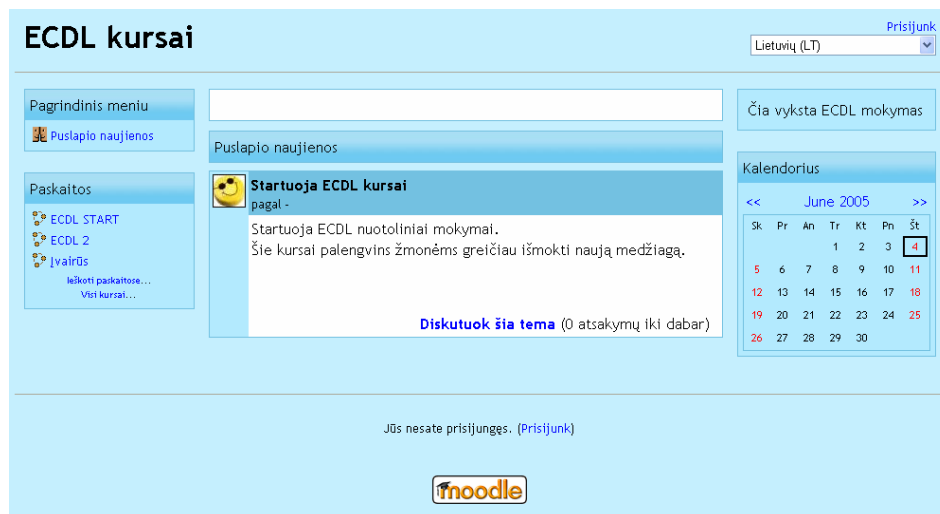 ECDL kursai
Prisijunk
Lietuvių (LT)
Pagrindinis meniu
Puslapio naujienos
Paskaitos
ECDL START
ECDL 2
Įvairūs
Ieškoti paskaitose...
Visi kursai...
Puslapio naujienos
Startuoja ECDL kursai
pagal -
Startuoja ECDL nuotoliniai mokymai.
Šie kursai palengvins žmonėms greičiau išmokti naują medžiagą.
Diskutuok šia tema (0 atsakymų iki dabar)
Čia vyksta ECDL mokymas
Kalendorius
<< June 2005 >>
Sk Pr An Tr Kt Pn Št
1 2 3 4
5 6 7 8 9 10 11
12 13 14 15 16 17 18
19 20 21 22 23 24 25
26 27 28 29 30
Jūs nesate prisijungęs. (Prisijunk)
moodle